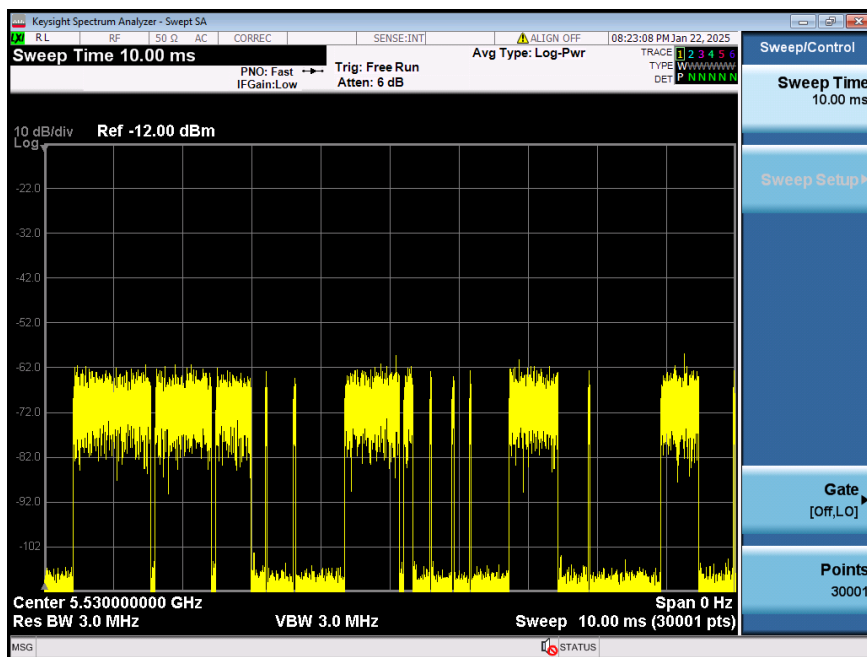 Keysight Spectrum Analyzer - Swept SA
LXI RL RF 50 Ω AC CORREC SENSE:INT ALIGN OFF 08:23:08 PM Jan 22, 2025
Sweep Time 10.00 ms
PNO: Fast
IFGain:Low
Trig: Free Run
Atten: 6 dB
Avg Type: Log-Pwr
TRACE 1 2 3 4 5 6
TYPE WWWWWW
DET P N N N N N
Sweep/Control
Sweep Time
10.00 ms
Sweep Setup
Gate
[Off,LO]
Points
30001
10 dB/div Ref -12.00 dBm
Log
-22.0
-32.0
-42.0
-52.0
-62.0
-72.0
-82.0
-92.0
-102
Center 5.530000000 GHz Span 0 Hz
Res BW 3.0 MHz VBW 3.0 MHz Sweep 10.00 ms (30001 pts)
MSG STATUS